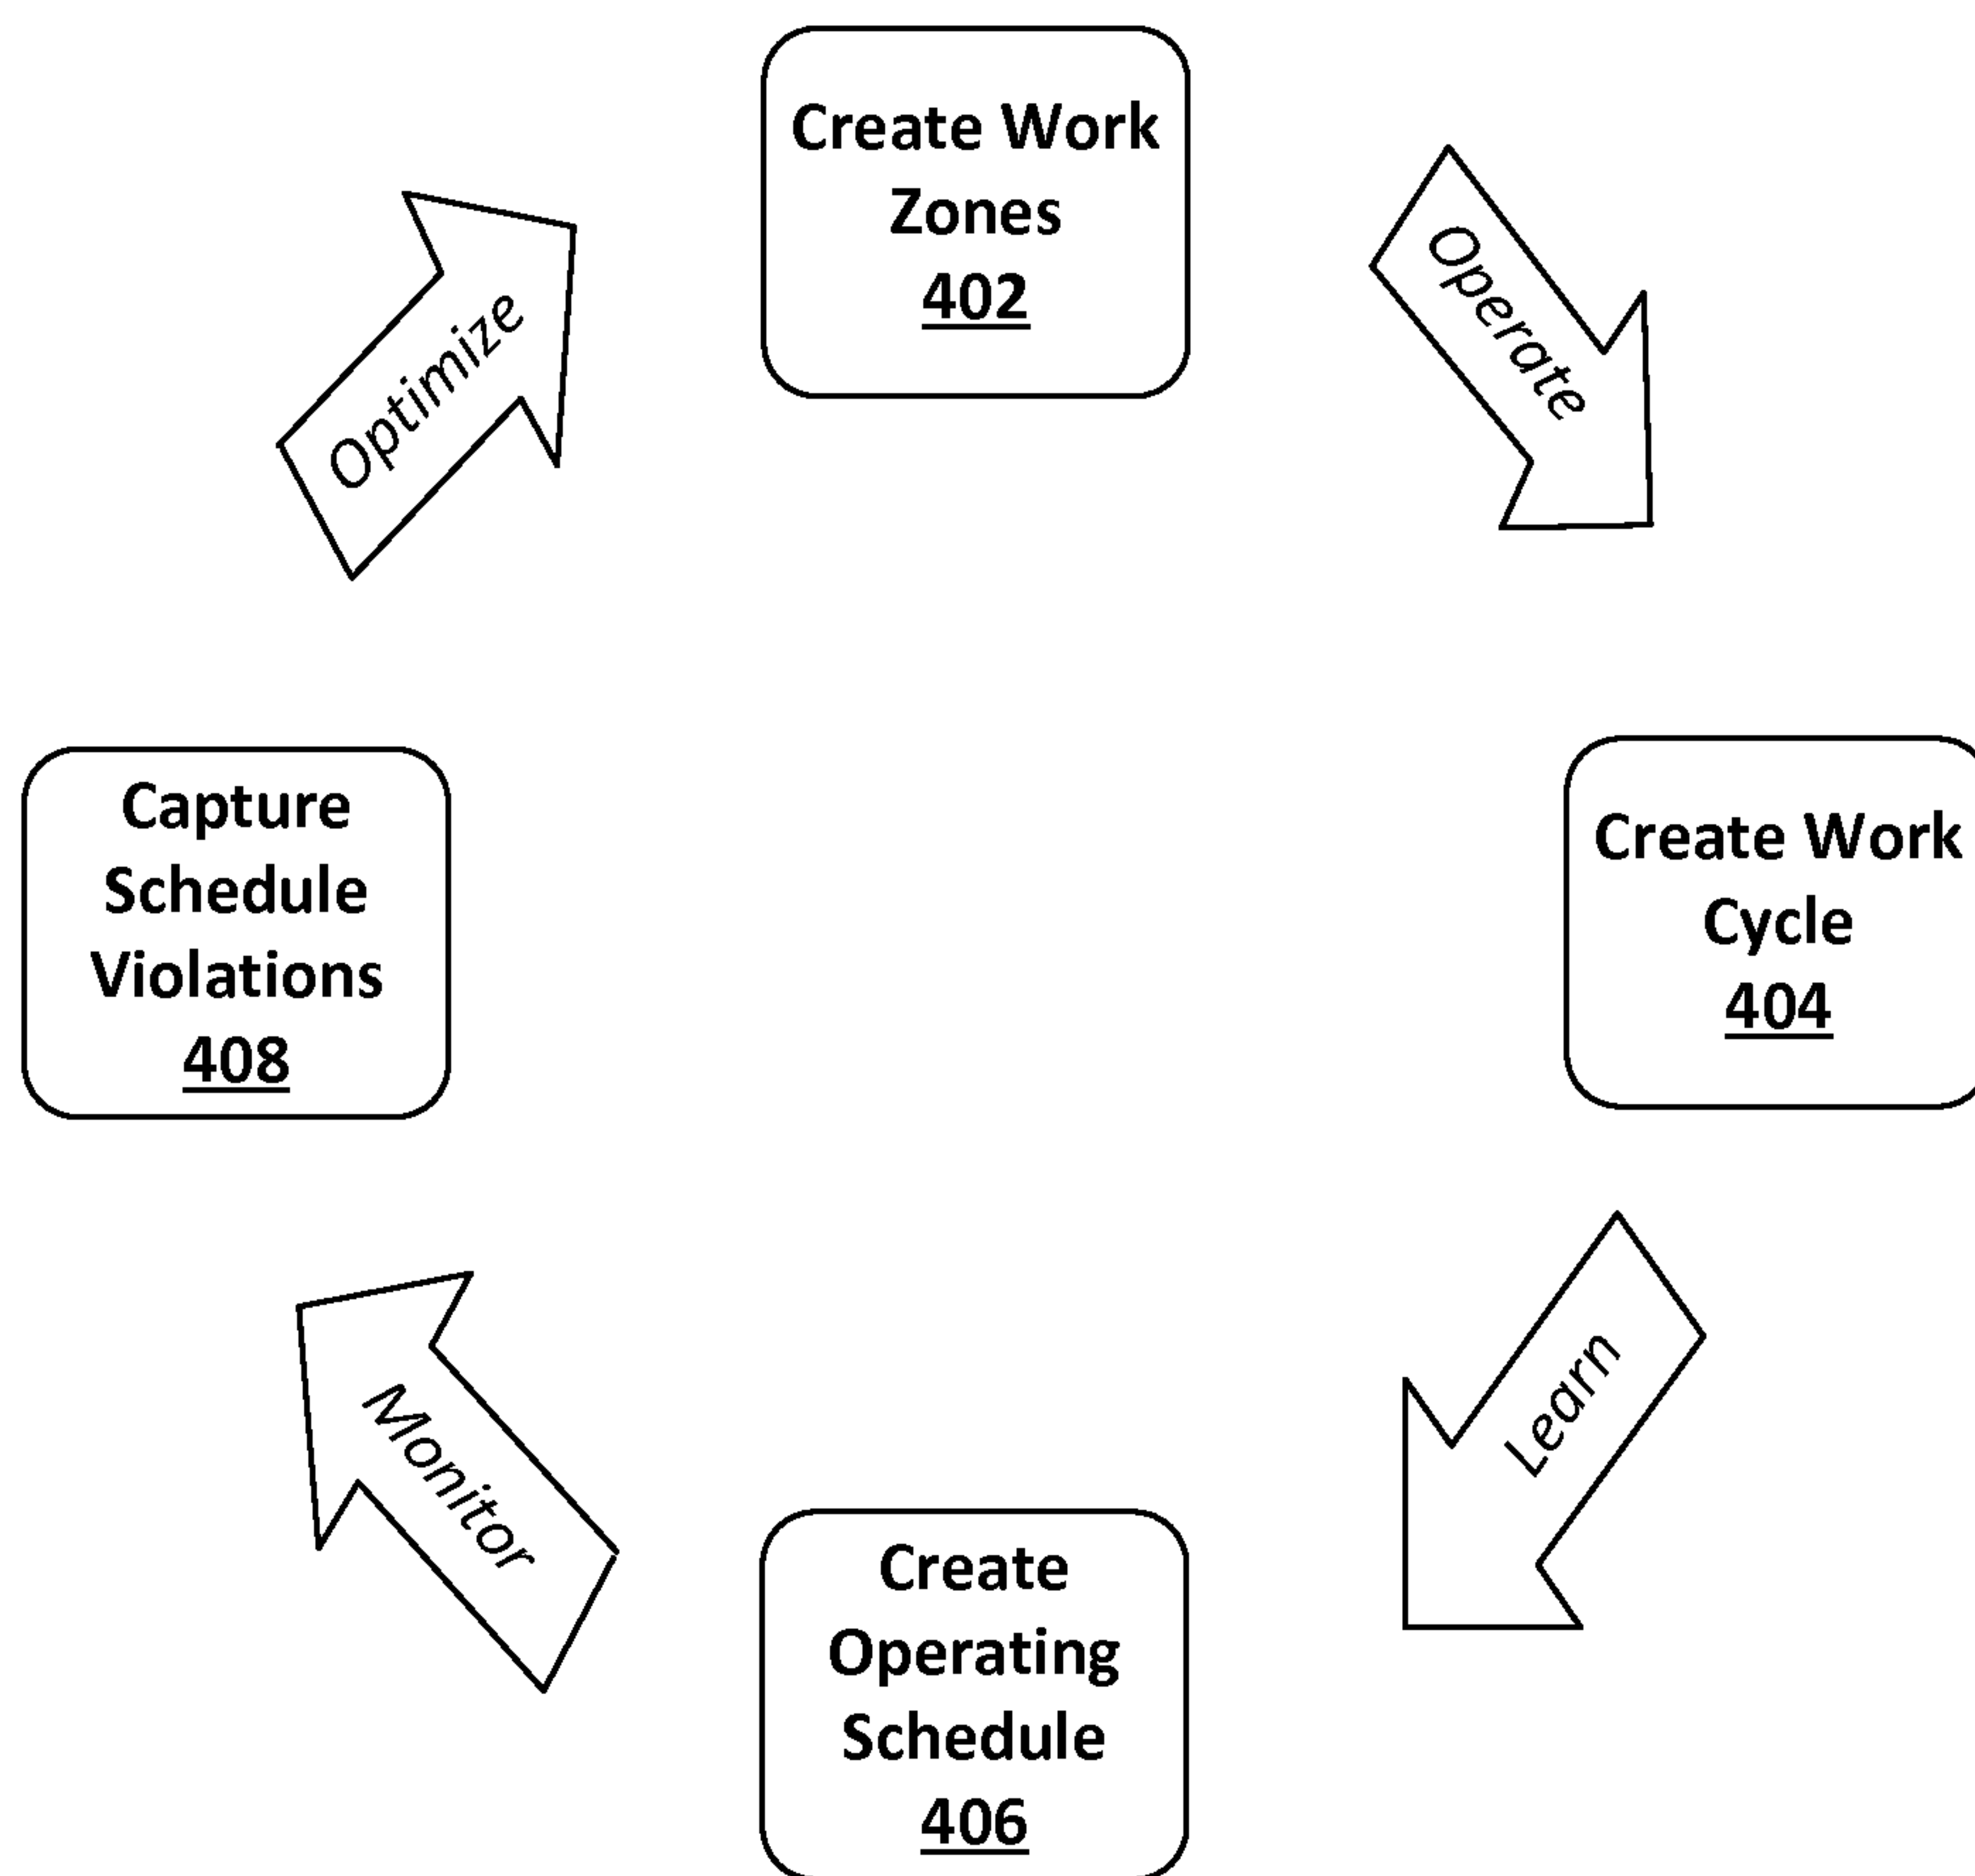 Create Work
Zones
402
Operate
Optimize
Capture
Schedule
Violations
408
Create Work
Cycle
404
Learn
Monitor
Create
Operating
Schedule
406